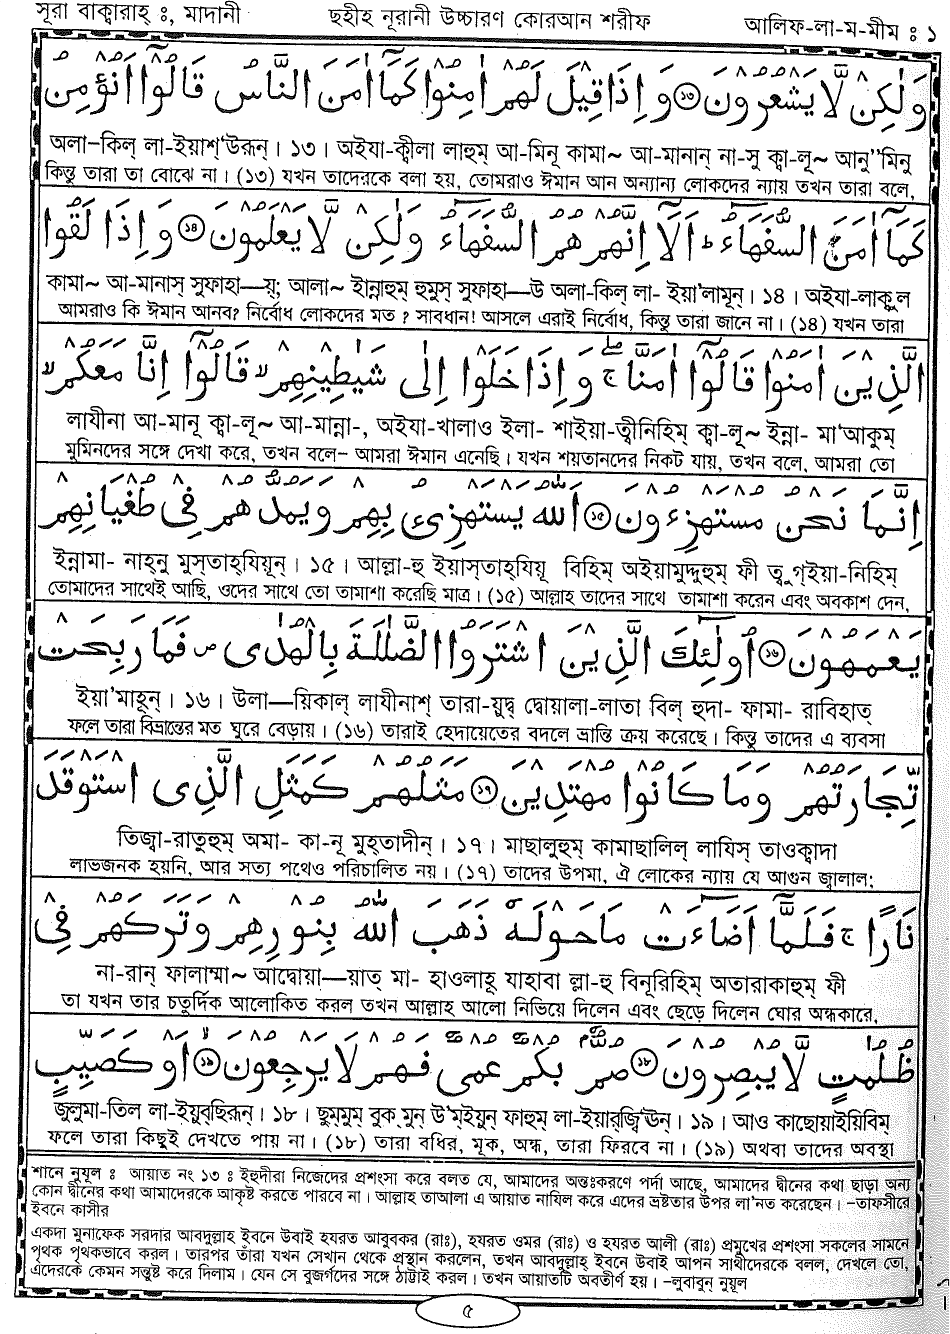 সূরা বাক্বারাহ্ ঃ, মাদানী ছহীহ নূরানী উচ্চারণ কোরআন শরীফ আলিফ-লা-ম-মীম ঃ ১
وَلٰكِنْ لَّا يَشْعُرُوْنَ ﴿১৩﴾ وَاِذَا قِيْلَ لَهُمْ اٰمِنُوْا كَمَآ اٰمَنَ النَّاسُ قَالُوْٓا اَنُؤْمِنُ
অলা-কিল্ লা-ইয়াশ্'উরূন্। ১৩। অইযা-ক্বীলা লাহুম্ আ-মিনূ কামা~ আ-মানান্ না-সু ক্বা-লূ~ আনু"মিনু
কিন্তু তারা তা বোঝে না। (১৩) যখন তাদেরকে বলা হয়, তোমরাও ঈমান আন অন্যান্য লোকদের ন্যায় তখন তারা বলে,
كَمَآ اٰمَنَ السُّفَهَآءُ ؕ اَلَآ اِنَّهُمْ هُمُ السُّفَهَآءُ وَلٰكِنْ لَّا يَعْلَمُوْنَ ﴿১৪﴾ وَاِذَا لَقُوا
কামা~ আ-মানাস্ সুফাহা—য়ু; আলা~ ইন্নাহুম্ হুমুস্ সুফাহা—উ অলা-কিল্ লা- ইয়া'লামূন্। ১৪। অইযা-লাকুল
আমরাও কি ঈমান আনব? নির্বোধ লোকদের মত? সাবধান! আসলে এরাই নির্বোধ, কিন্তু তারা জানে না। (১৪) যখন তারা
الَّذِيْنَ اٰمَنُوْا قَالُوْٓا اٰمَنَّا ۚۖ وَاِذَا خَلَوْا اِلٰى شَيٰطِيْنِهِمْ ۙ قَالُوْٓا اِنَّا مَعَكُمْ ۙ
লাযীনা আ-মানূ ক্বা-লূ~ আ-মান্না-, অইযা-খালাও ইলা- শাইয়া-ত্বীনিহিম্ ক্বা-লূ~ ইন্না- মা'আকুম্
মুমিনদের সঙ্গে দেখা করে, তখন বলে– আমরা ঈমান এনেছি। যখন শয়তানদের নিকট যায়, তখন বলে, আমরা তো
اِنَّمَا نَحْنُ مُسْتَهْزِءُوْنَ ﴿১৫﴾ اَللّٰهُ يَسْتَهْزِئُ بِهِمْ وَيَمُدُّهُمْ فِيْ طُغْيَانِهِمْ
ইন্নামা- নাহ্নু মুস্তাহ্যিয়ূন্। ১৫। আল্লা-হু ইয়াস্তাহ্যিয়ূ বিহিম্ অইয়ামুদ্দুহুম্ ফী ত্বুগ্ইয়া-নিহিম্
তোমাদের সাথেই আছি, ওদের সাথে তো তামাশা করেছি মাত্র। (১৫) আল্লাহ তাদের সাথে তামাশা করেন এবং অবকাশ দেন,
يَعْمَهُوْنَ ﴿১৬﴾ اُولٰٓئِكَ الَّذِيْنَ اشْتَرَوُا الضَّلٰلَةَ بِالْهُدٰى ۪ فَمَا رَبِحَتْ
ইয়া'মাহূন্। ১৬। উলা—য়িকাল্ লাযীনাশ্ তারা-য়ুদ্ব্ দ্বোয়ালা-লাতা বিল্ হুদা- ফামা- রাবিহাত্
ফলে তারা বিভ্রান্তের মত ঘুরে বেড়ায়। (১৬) তারাই হেদায়েতের বদলে ভ্রান্তি ক্রয় করেছে। কিন্তু তাদের এ ব্যবসা
تِّجَارَتُهُمْ وَمَا كَانُوْا مُهْتَدِيْنَ ﴿১৭﴾ مَثَلُهُمْ كَمَثَلِ الَّذِى اسْتَوْقَدَ
তিজ্বা-রাতুহুম্ অমা- কা-নূ মুহ্তাদীন্। ১৭। মাছালুহুম্ কামাছালিল্ লাযিস্ তাওক্বাদা
লাভজনক হয়নি, আর সত্য পথেও পরিচালিত নয়। (১৭) তাদের উপমা, ঐ লোকের ন্যায় যে আগুন জ্বালাল;
نَارًا ۚ فَلَمَّآ اَضَآءَتْ مَا حَوْلَهٗ ذَهَبَ اللّٰهُ بِنُوْرِهِمْ وَتَرَكَهُمْ فِيْ
না-রান্ ফালাম্মা~ আদ্বোয়া—য়াত্ মা- হাওলাহূ যাহাবা ল্লা-হু বিনূরিহিম্ অতারাকাহুম্ ফী
তা যখন তার চতুর্দিক আলোকিত করল তখন আল্লাহ আলো নিভিয়ে দিলেন এবং ছেড়ে দিলেন ঘোর অন্ধকারে,
ظُلُمٰتٍ لَّا يُبْصِرُوْنَ ﴿১৮﴾ صُمٌّۢ بُكْمٌ عُمْيٌ فَهُمْ لَا يَرْجِعُوْنَ ﴿১৯﴾ اَوْ كَصَيِّبٍ
জুলুমা-তিল লা-ইয়ুব্ছিরূন্। ১৮। ছুম্মুম্ বুক্মুন্ উ'ম্ইয়ুন্ ফাহুম্ লা-ইয়ার্জ্বি'ঊন্। ১৯। আও কাছোয়াইয়িবিম্
ফলে তারা কিছুই দেখতে পায় না। (১৮) তারা বধির, মূক, অন্ধ, তারা ফিরবে না। (১৯) অথবা তাদের অবস্থা
শানে নুযূল ঃ আয়াত নং ১৩ ঃ ইহুদীরা নিজেদের প্রশংসা করে বলত যে, আমাদের অন্তঃকরণে পর্দা আছে, আমাদের দ্বীনের কথা ছাড়া অন্য
কোন দ্বীনের কথা আমাদেরকে আকৃষ্ট করতে পারবে না। আল্লাহ তাআলা এ আয়াত নাযিল করে এদের ভ্রষ্টতার উপর লা'নত করেছেন। –তাফসীরে
ইবনে কাসীর
একদা মুনাফেক সরদার আবদুল্লাহ ইবনে উবাই হযরত আবুবকর (রাঃ), হযরত ওমর (রাঃ) ও হযরত আলী (রাঃ) প্রমুখের প্রশংসা সকলের সামনে
পৃথক পৃথকভাবে করল। তারপর তাঁরা যখন সেখান থেকে প্রস্থান করলেন, তখন আবদুল্লাহ্ ইবনে উবাই আপন সাথীদেরকে বলল, দেখলে তো,
এদেরকে কেমন সন্তুষ্ট করে দিলাম। যেন সে বুজর্গদের সঙ্গে ঠাট্টাই করল। তখন আয়াতটি অবতীর্ণ হয়। –লুবাবুন্ নুযূল
৫